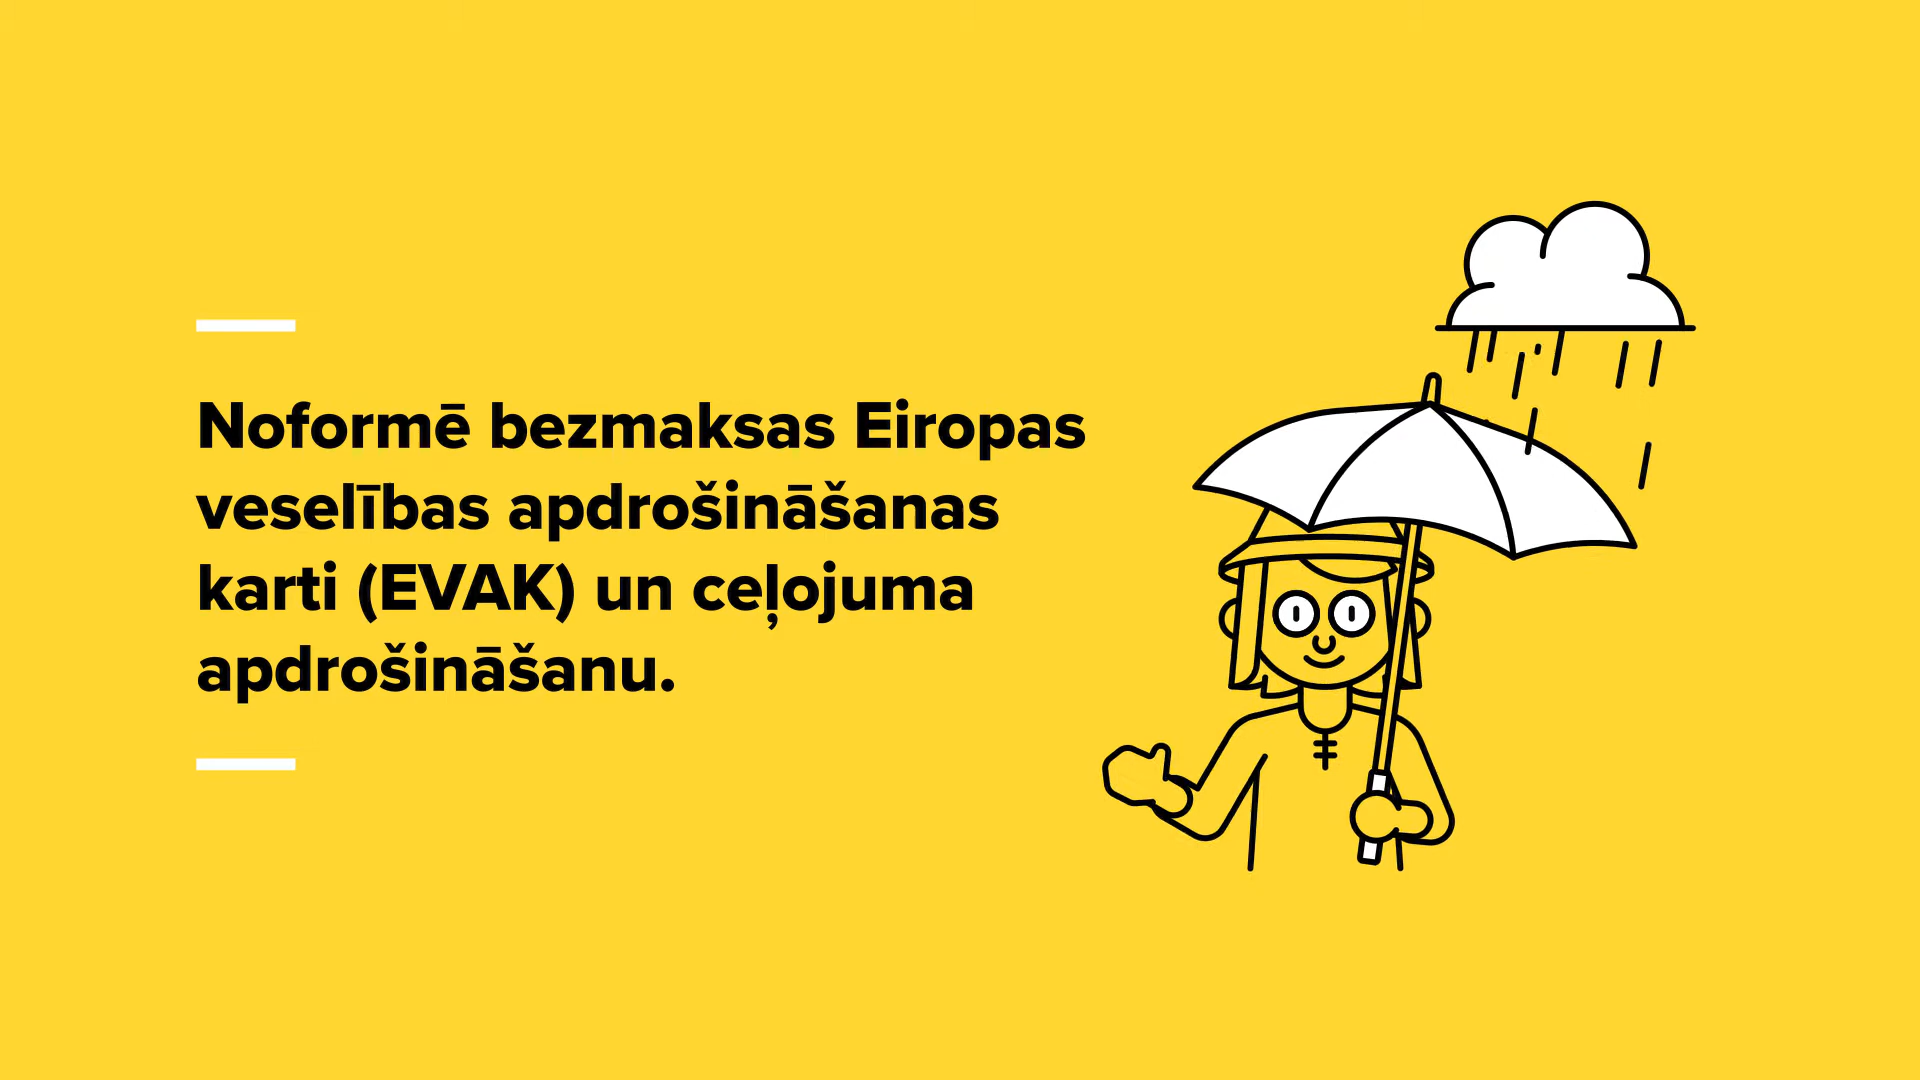 Noformē bezmaksas Eiropas
veselības apdrošināšanas
karti (EVAK) un ceļojuma
apdrošināšanu.